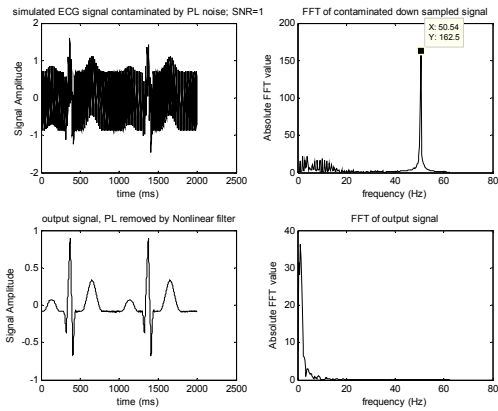 simulated ECG signal contaminated by PL noise; SNR=1
2
1
0
-1
-2
0 500 1000 1500 2000 2500
Signal Amplitude
time (ms)
FFT of contaminated down sampled signal
X: 50.54
Y: 162.5
200
150
100
50
0
0 20 40 60 80
Absolute FFT value
frequency (Hz)
output signal, PL removed by Nonlinear filter
1
0.5
0
-0.5
-1
0 500 1000 1500 2000 2500
Signal Amplitude
time (ms)
FFT of output signal
40
30
20
10
0
0 20 40 60 80
Absolute FFT value
frequency (Hz)